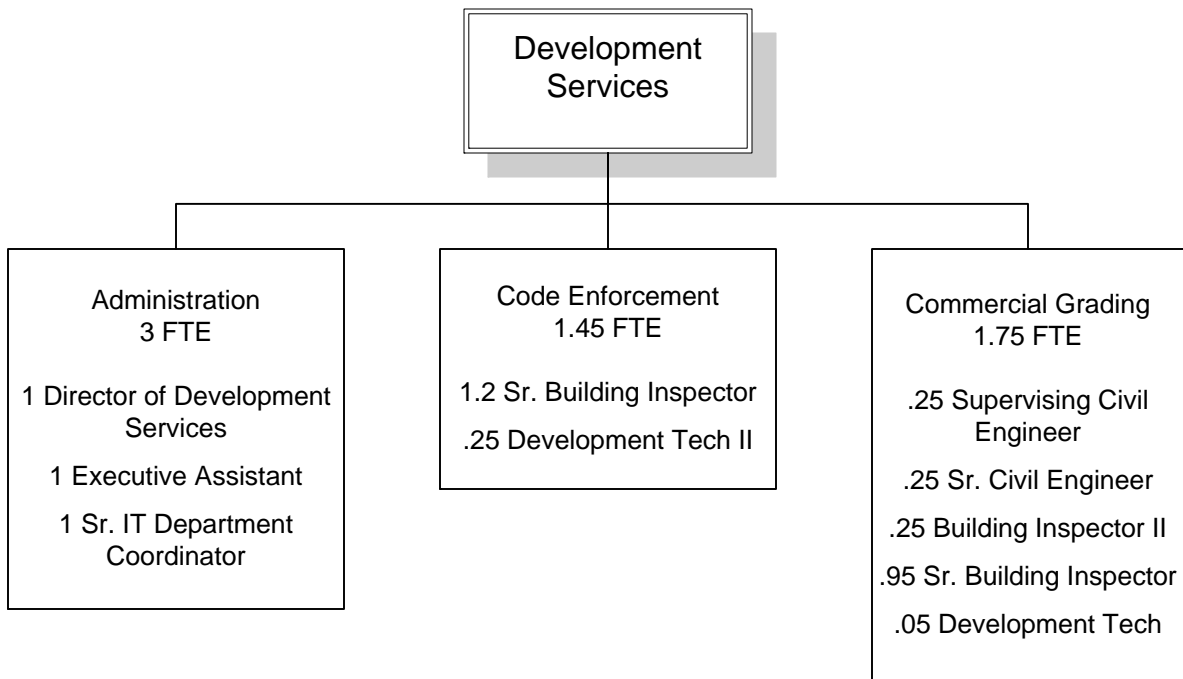 Development
Services
Administration
3 FTE
1 Director of Development
Services
1 Executive Assistant
1 Sr. IT Department
Coordinator
Code Enforcement
1.45 FTE
1.2 Sr. Building Inspector
.25 Development Tech II
Commercial Grading
1.75 FTE
.25 Supervising Civil
Engineer
.25 Sr. Civil Engineer
.25 Building Inspector II
.95 Sr. Building Inspector
.05 Development Tech